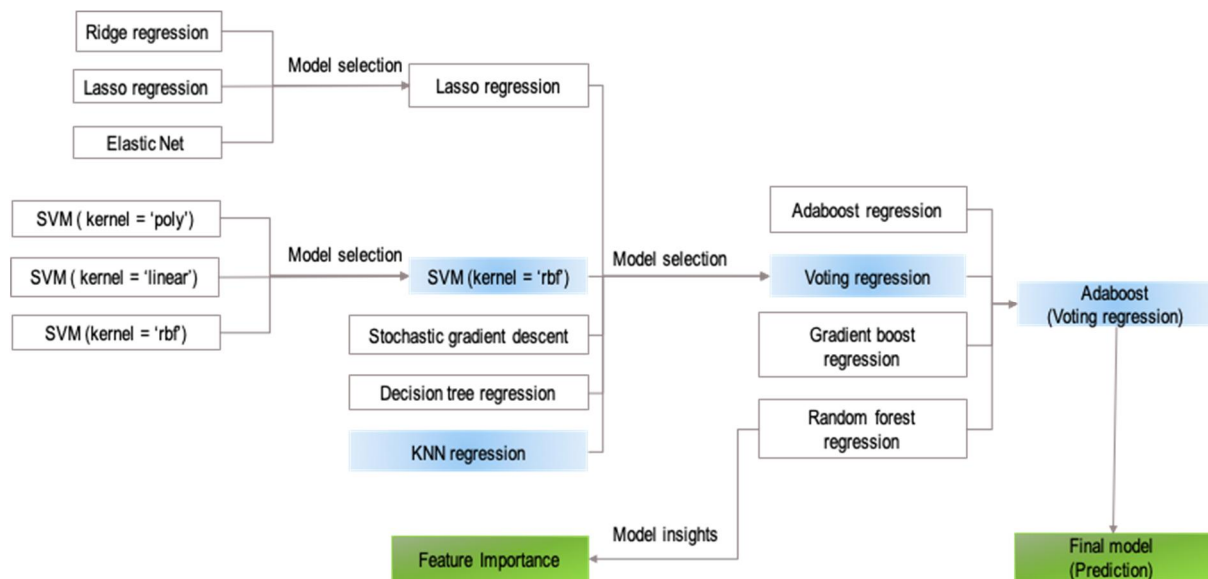 Ridge regression
Model selection
Lasso regression
Lasso regression
Elastic Net
SVM ( kernel = ‘poly’)
Model selection
SVM ( kernel = ‘linear’)
SVM (kernel = ‘rbf’)
SVM (kernel = ‘rbf’)
Stochastic gradient descent
Decision tree regression
KNN regression
Model selection
Adaboost regression
Voting regression
Gradient boost
regression
Random forest
regression
Adaboost
(Voting regression)
Model insights
Feature Importance
Final model
(Prediction)